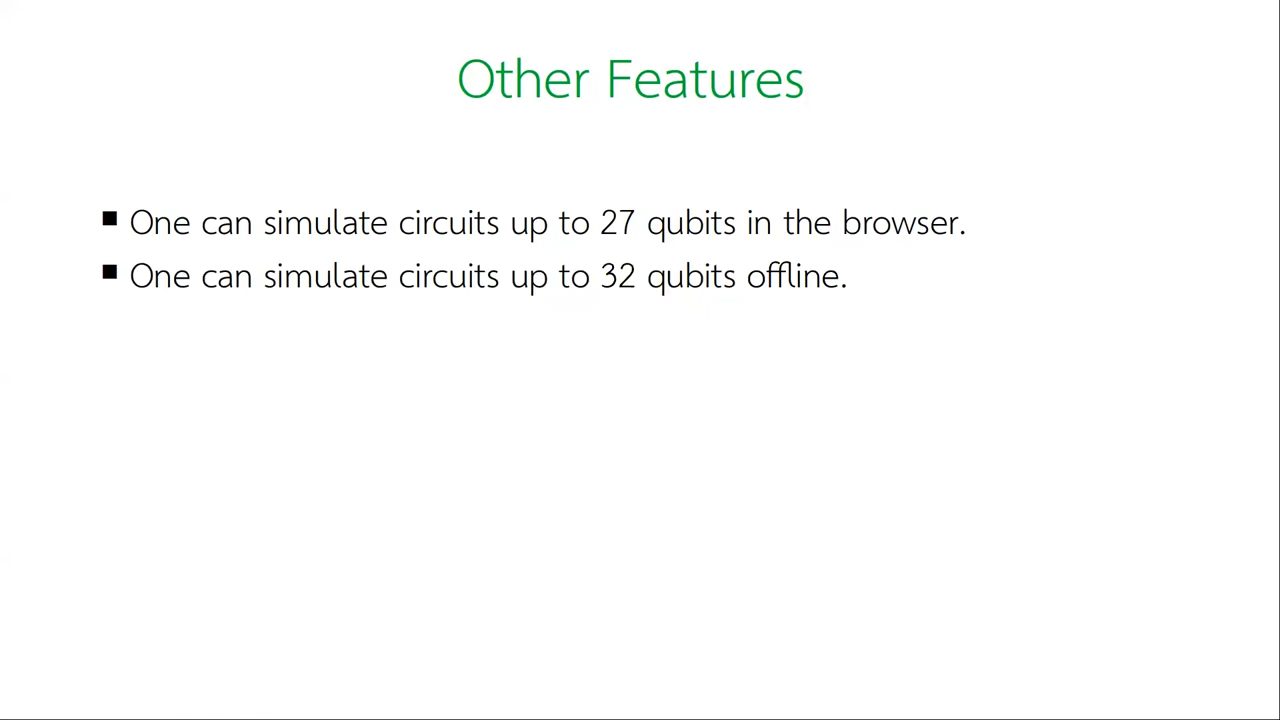 Other Features
▪ One can simulate circuits up to 27 qubits in the browser.
▪ One can simulate circuits up to 32 qubits offline.